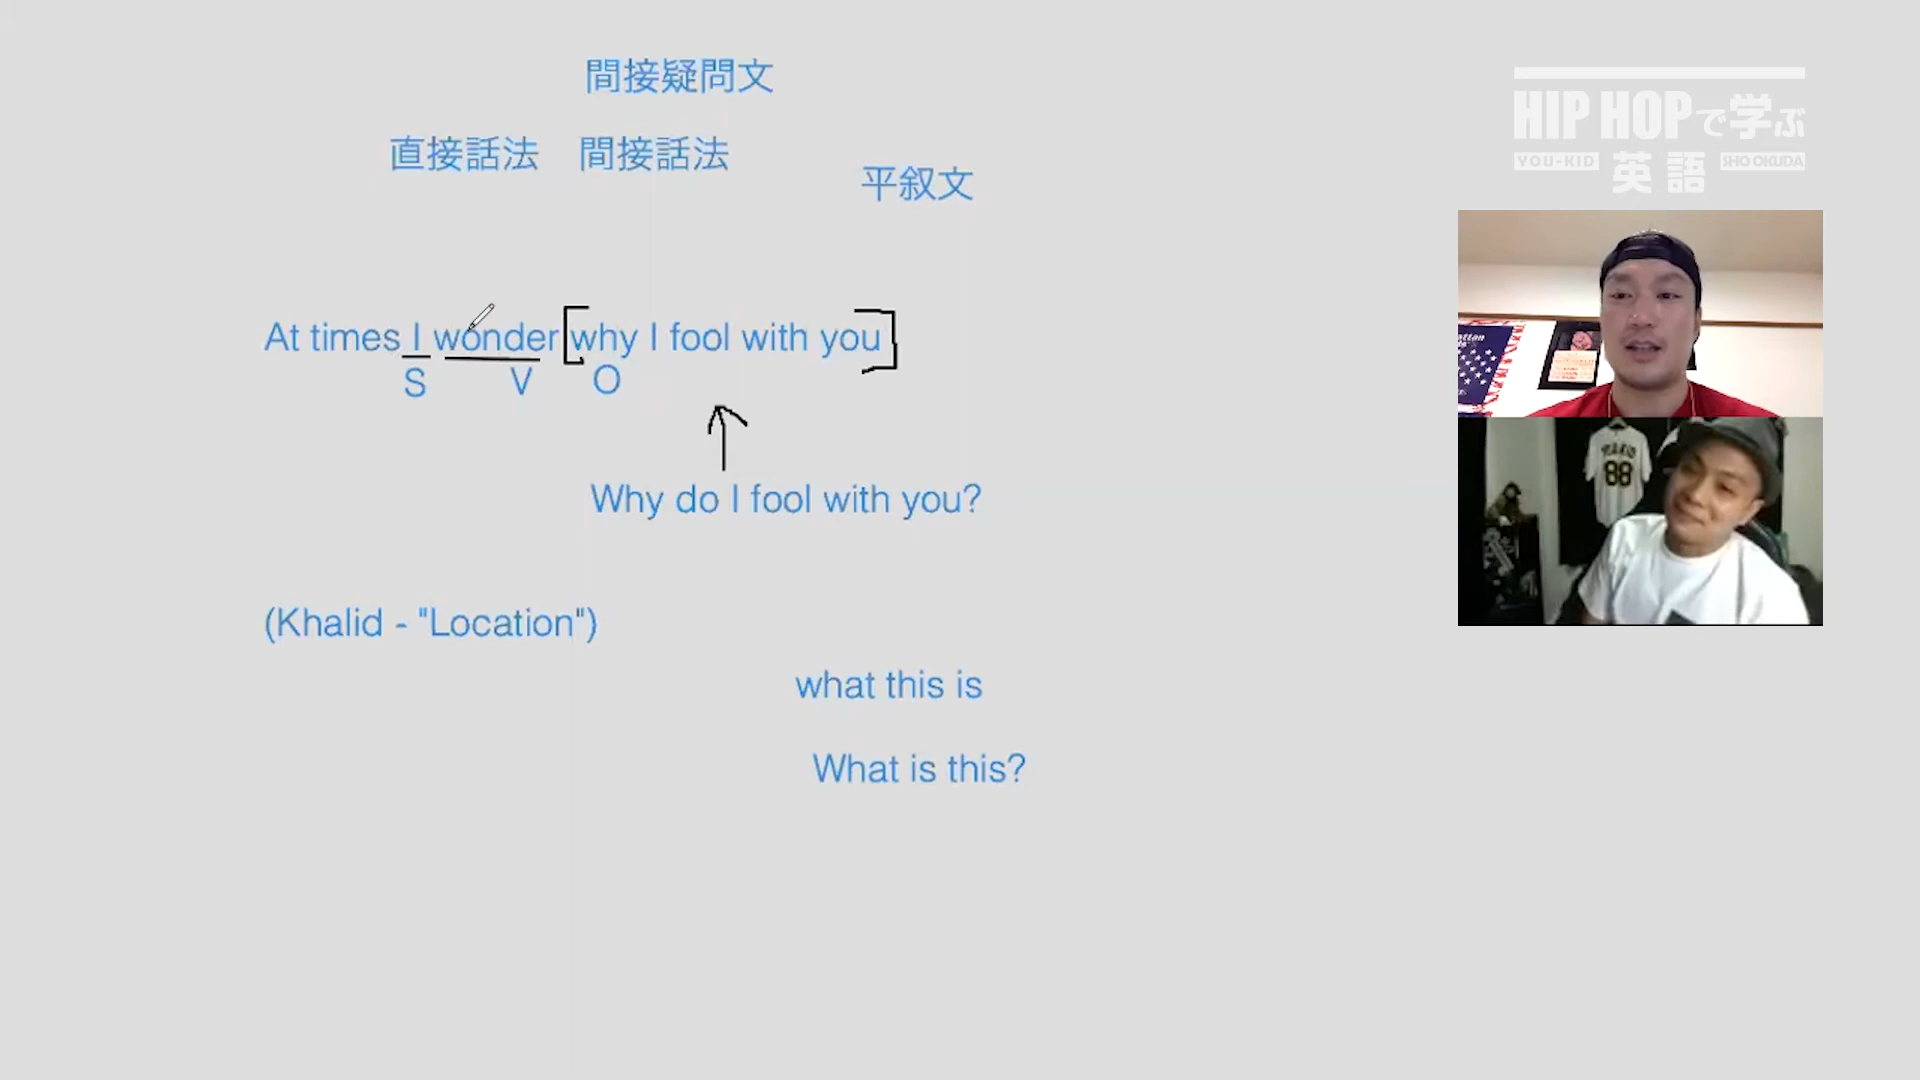 間接疑問文
直接話法 間接話法
平叙文
At times I wonder why I fool with you
S V O
Why do I fool with you?
(Khalid - "Location")
what this is
What is this?
HIP HOPで学ぶ
YOU-KID 英語 SHO OKUDA
88